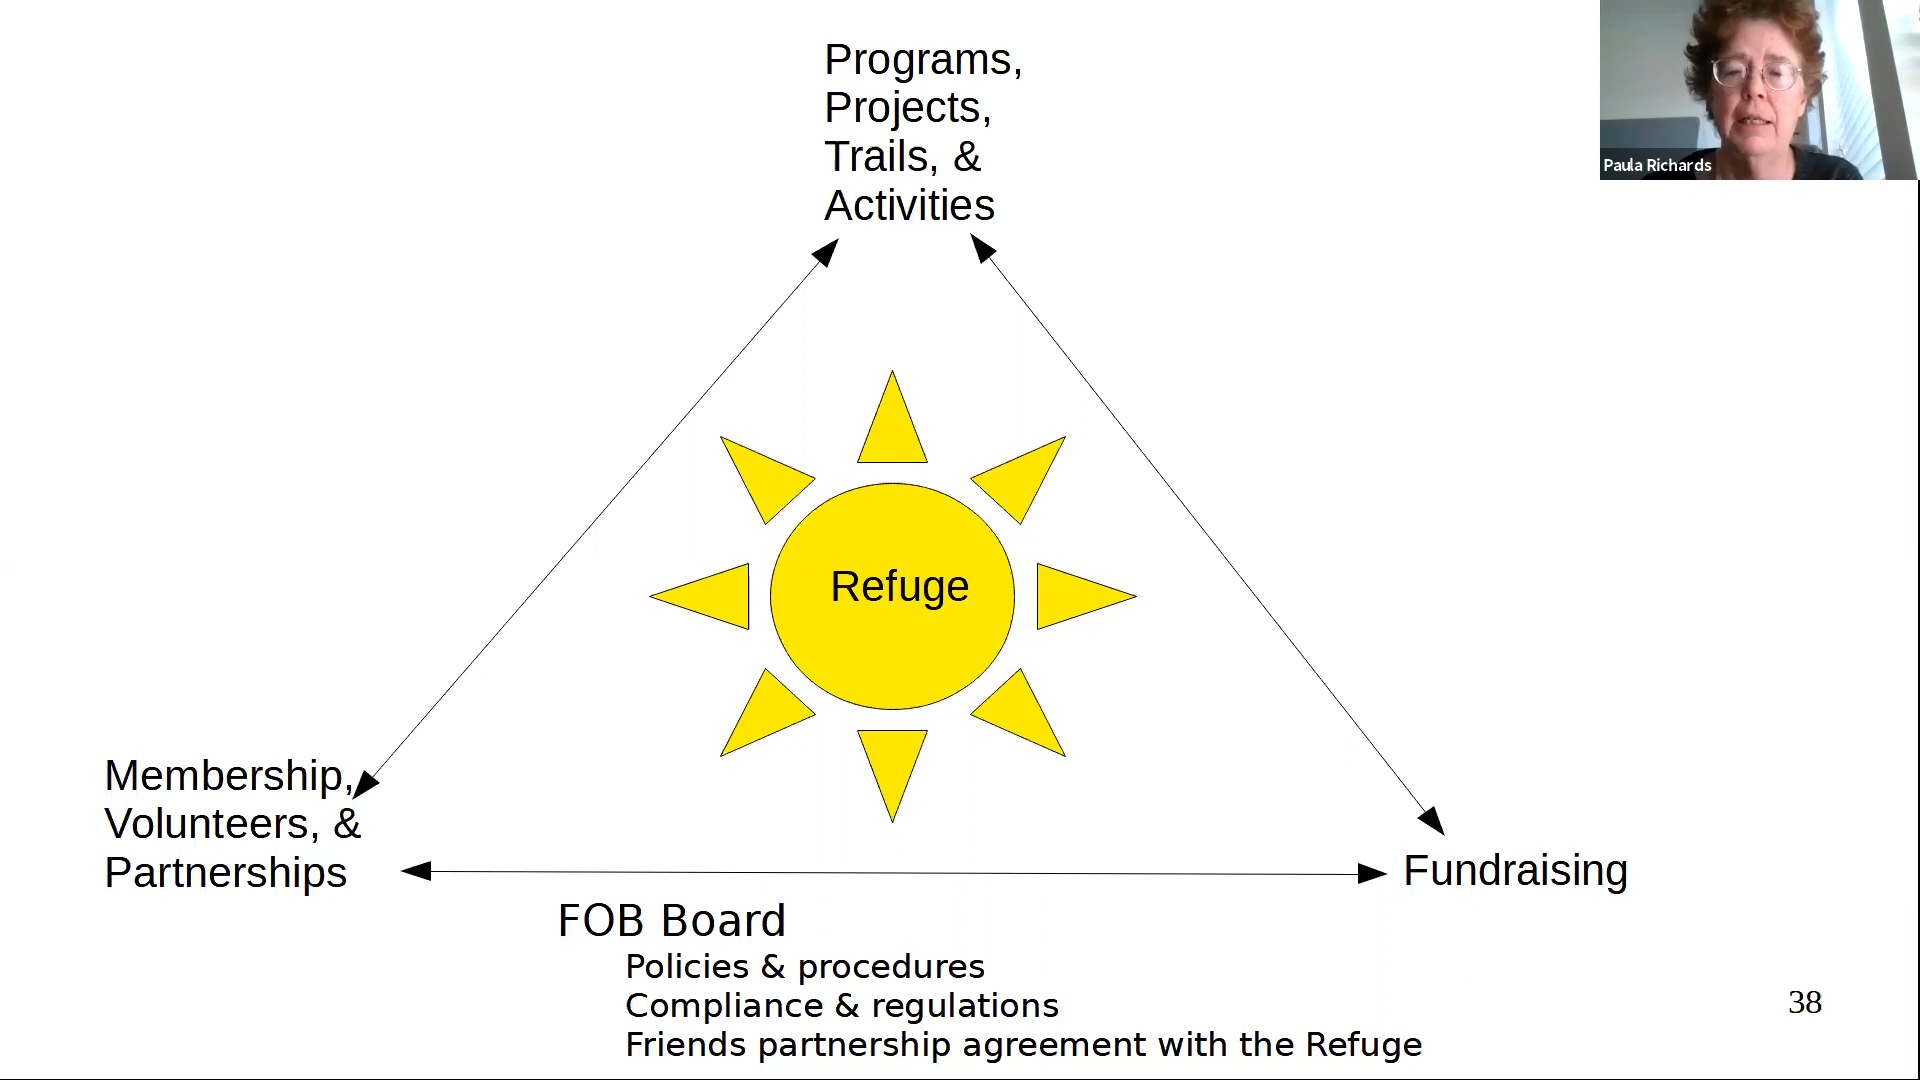 Programs,
Projects,
Trails, &
Activities
Paula Richards
Refuge
Membership,
Volunteers, &
Partnerships
Fundraising
FOB Board
Policies & procedures
Compliance & regulations
Friends partnership agreement with the Refuge
38